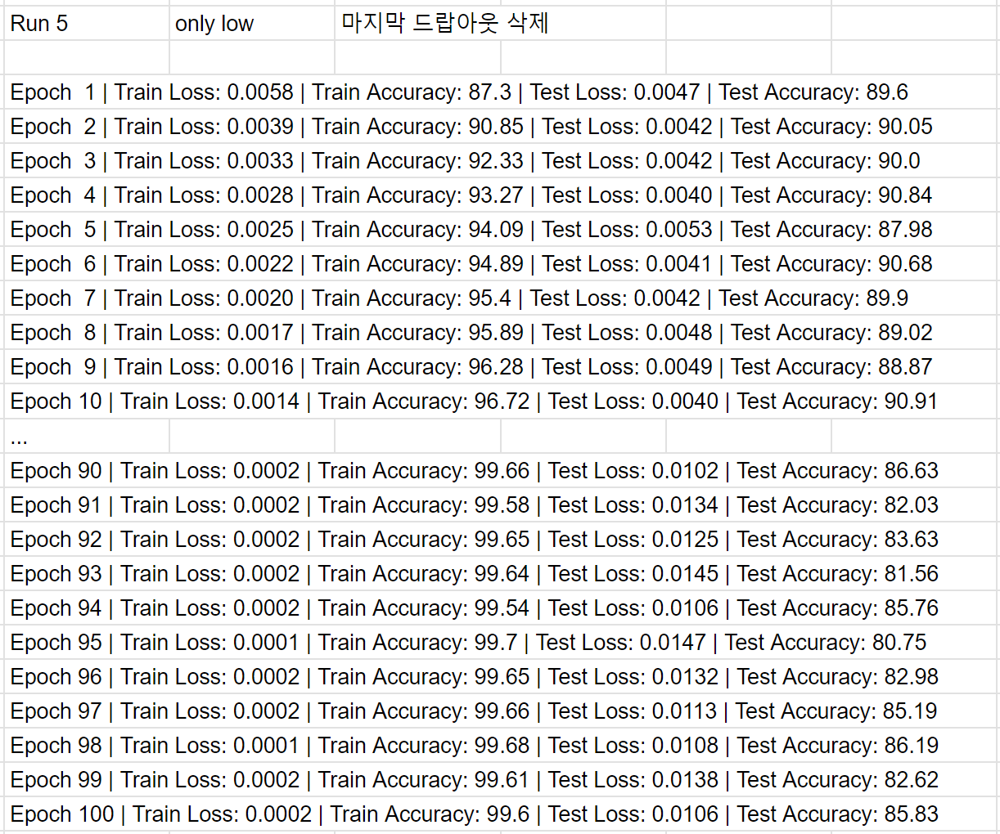 Run 5 only low 마지막 드랍아웃 삭제
Epoch  1 | Train Loss: 0.0058 | Train Accuracy: 87.3 | Test Loss: 0.0047 | Test Accuracy: 89.6
Epoch  2 | Train Loss: 0.0039 | Train Accuracy: 90.85 | Test Loss: 0.0042 | Test Accuracy: 90.05
Epoch  3 | Train Loss: 0.0033 | Train Accuracy: 92.33 | Test Loss: 0.0042 | Test Accuracy: 90.0
Epoch  4 | Train Loss: 0.0028 | Train Accuracy: 93.27 | Test Loss: 0.0040 | Test Accuracy: 90.84
Epoch  5 | Train Loss: 0.0025 | Train Accuracy: 94.09 | Test Loss: 0.0053 | Test Accuracy: 87.98
Epoch  6 | Train Loss: 0.0022 | Train Accuracy: 94.89 | Test Loss: 0.0041 | Test Accuracy: 90.68
Epoch  7 | Train Loss: 0.0020 | Train Accuracy: 95.4 | Test Loss: 0.0042 | Test Accuracy: 89.9
Epoch  8 | Train Loss: 0.0017 | Train Accuracy: 95.89 | Test Loss: 0.0048 | Test Accuracy: 89.02
Epoch  9 | Train Loss: 0.0016 | Train Accuracy: 96.28 | Test Loss: 0.0049 | Test Accuracy: 88.87
Epoch 10 | Train Loss: 0.0014 | Train Accuracy: 96.72 | Test Loss: 0.0040 | Test Accuracy: 90.91
...
Epoch 90 | Train Loss: 0.0002 | Train Accuracy: 99.66 | Test Loss: 0.0102 | Test Accuracy: 86.63
Epoch 91 | Train Loss: 0.0002 | Train Accuracy: 99.58 | Test Loss: 0.0134 | Test Accuracy: 82.03
Epoch 92 | Train Loss: 0.0002 | Train Accuracy: 99.65 | Test Loss: 0.0125 | Test Accuracy: 83.63
Epoch 93 | Train Loss: 0.0002 | Train Accuracy: 99.64 | Test Loss: 0.0145 | Test Accuracy: 81.56
Epoch 94 | Train Loss: 0.0002 | Train Accuracy: 99.54 | Test Loss: 0.0106 | Test Accuracy: 85.76
Epoch 95 | Train Loss: 0.0001 | Train Accuracy: 99.7 | Test Loss: 0.0147 | Test Accuracy: 80.75
Epoch 96 | Train Loss: 0.0002 | Train Accuracy: 99.65 | Test Loss: 0.0132 | Test Accuracy: 82.98
Epoch 97 | Train Loss: 0.0002 | Train Accuracy: 99.66 | Test Loss: 0.0113 | Test Accuracy: 85.19
Epoch 98 | Train Loss: 0.0001 | Train Accuracy: 99.68 | Test Loss: 0.0108 | Test Accuracy: 86.19
Epoch 99 | Train Loss: 0.0002 | Train Accuracy: 99.61 | Test Loss: 0.0138 | Test Accuracy: 82.62
Epoch 100 | Train Loss: 0.0002 | Train Accuracy: 99.6 | Test Loss: 0.0106 | Test Accuracy: 85.83